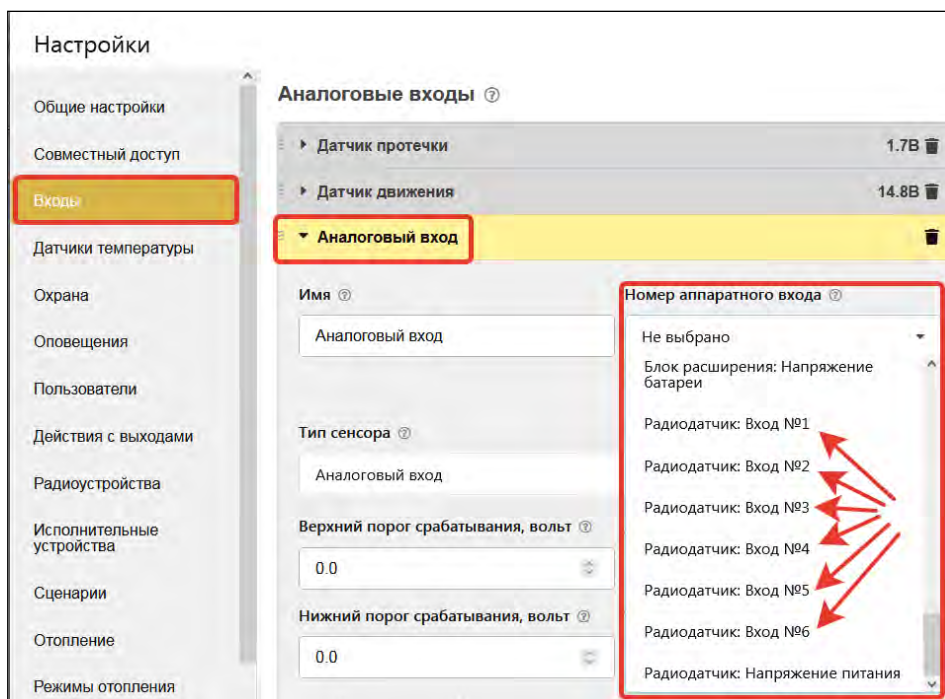 Настройки
Общие настройки
Совместный доступ
Входы
Датчики температуры
Охрана
Оповещения
Пользователи
Действия с выходами
Радиоустройства
Исполнительные
устройства
Сценарии
Отопление
Режимы отопления
Аналоговые входы
Датчик протечки 1.7В
Датчик движения 14.8В
Аналоговый вход
Имя
Аналоговый вход
Тип сенсора
Аналоговый вход
Верхний порог срабатывания, вольт
0.0
Нижний порог срабатывания, вольт
0.0
Номер аппаратного входа
Не выбрано
Блок расширения: Напряжение
батареи
Радиодатчик: Вход №1
Радиодатчик: Вход №2
Радиодатчик: Вход №3
Радиодатчик: Вход №4
Радиодатчик: Вход №5
Радиодатчик: Вход №6
Радиодатчик: Напряжение питания